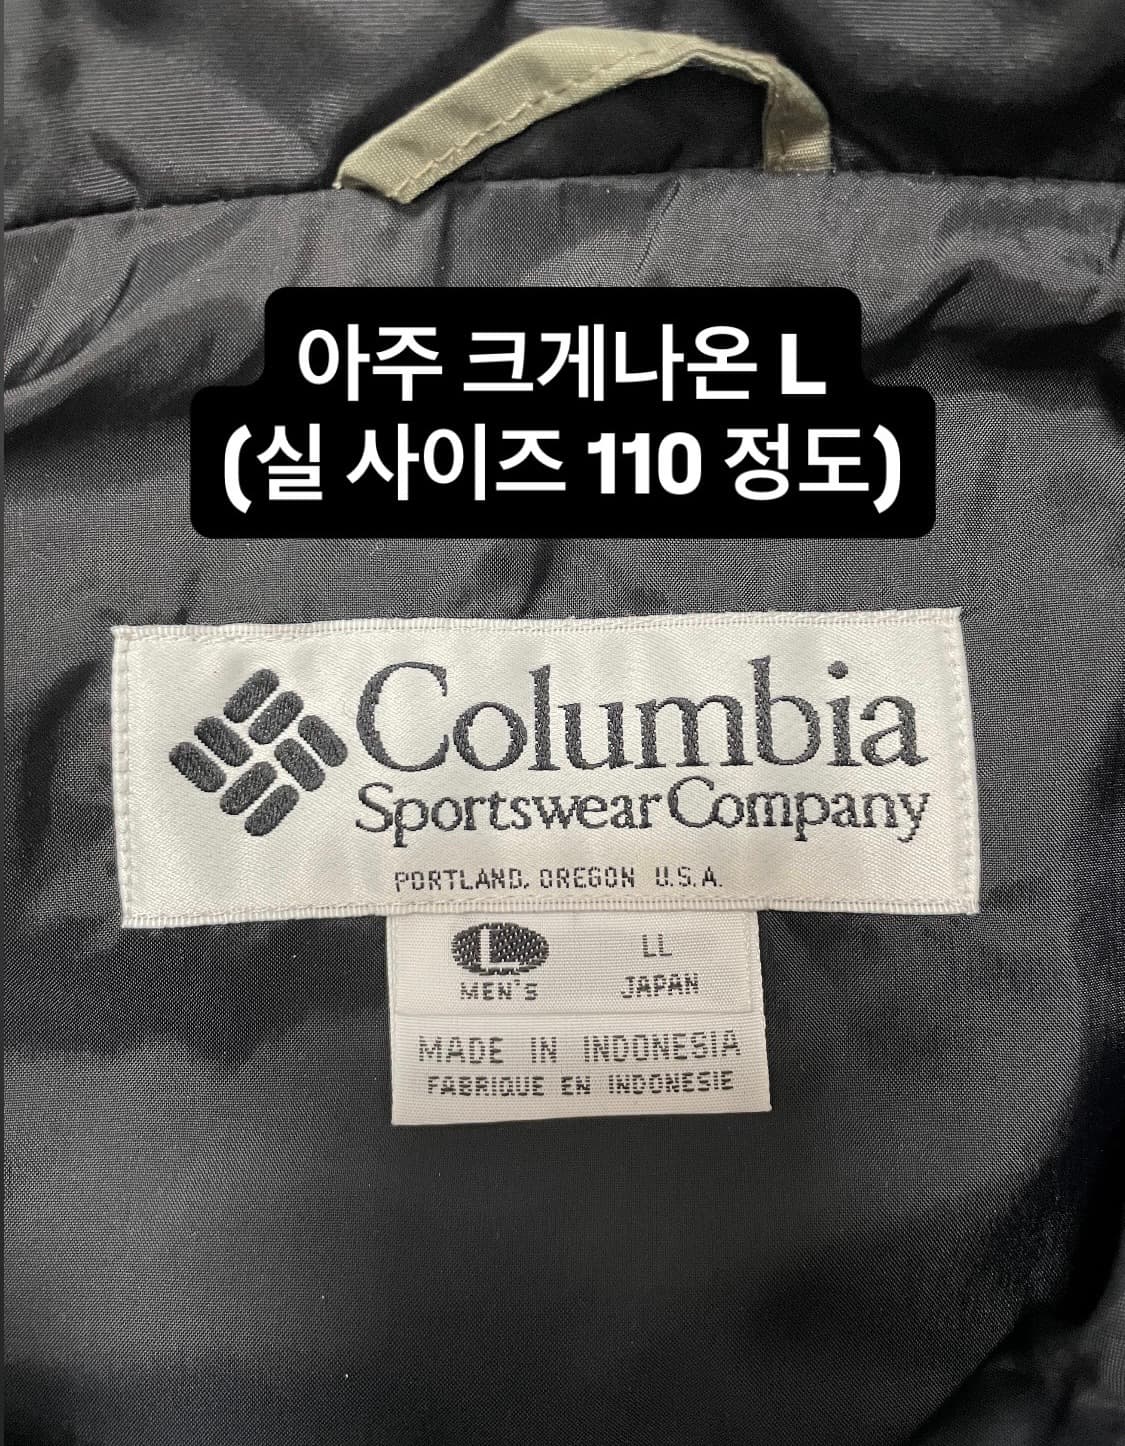 아주 크게나온 L
(실 사이즈 110 정도)
Columbia
Sportswear Company
PORTLAND, OREGON U.S.A.
L LL
MEN'S JAPAN
MADE IN INDONESIA
FABRIQUE EN INDONESIE